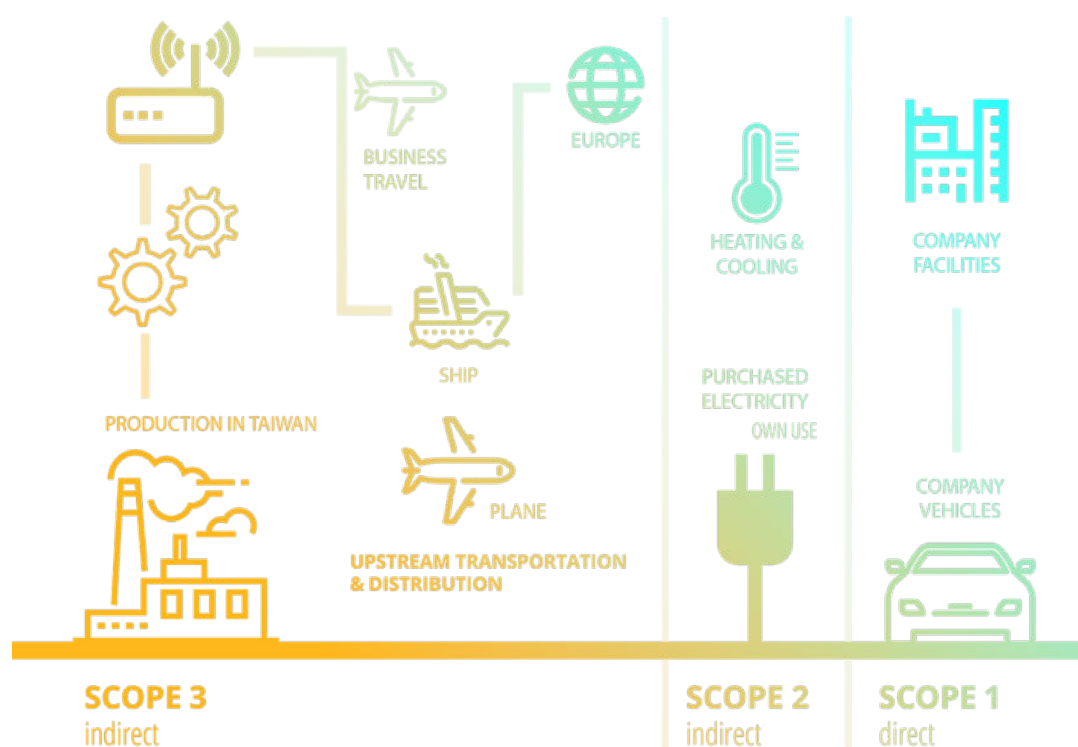 BUSINESS
TRAVEL
EUROPE
SHIP
PRODUCTION IN TAIWAN
PLANE
UPSTREAM TRANSPORTATION
& DISTRIBUTION
HEATING &
COOLING
PURCHASED
ELECTRICITY
OWN USE
COMPANY
FACILITIES
COMPANY
VEHICLES
SCOPE 3
indirect
SCOPE 2
indirect
SCOPE 1
direct